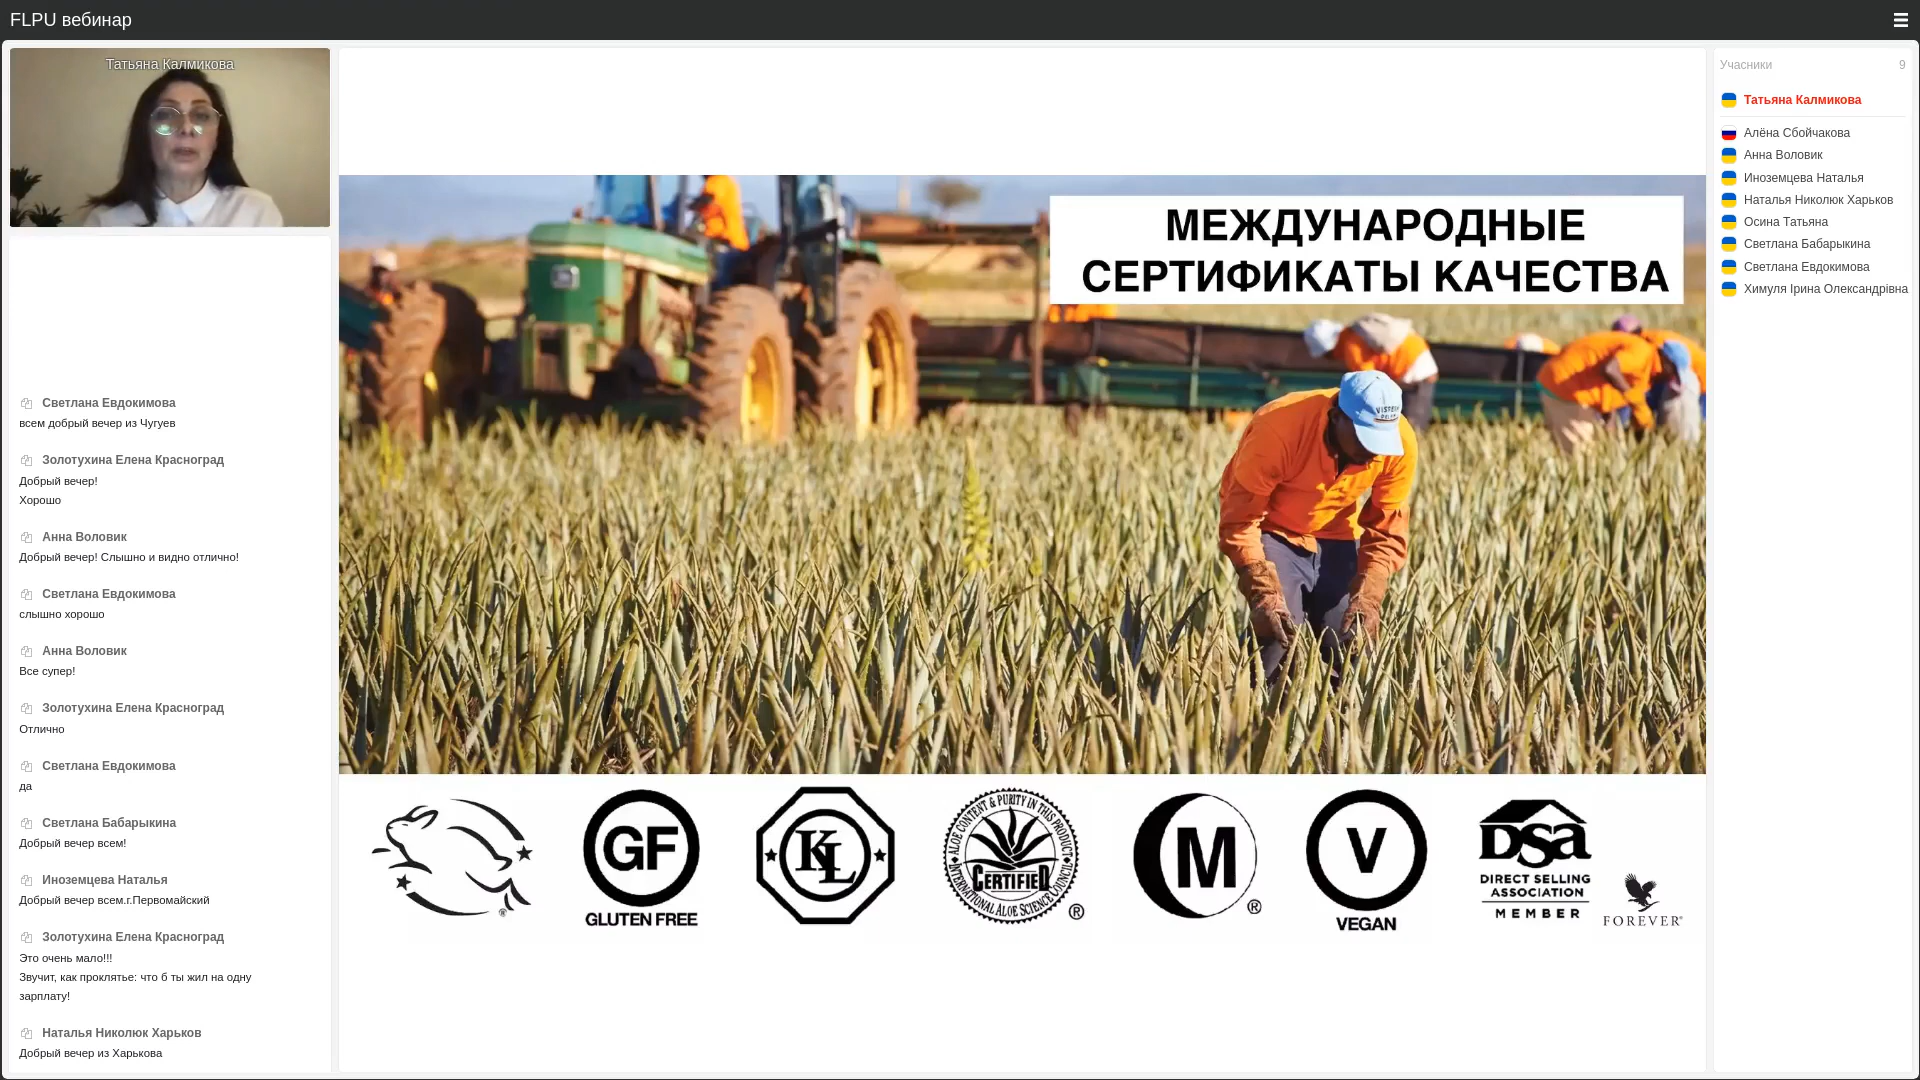 FLPU вебинар
Татьяна Калмикова
Светлана Евдокимова
всем добрый вечер из Чугуев
Золотухина Елена Красноград
Добрый вечер!
Хорошо
Анна Воловик
Добрый вечер! Слышно и видно отлично!
Светлана Евдокимова
слышно хорошо
Анна Воловик
Все супер!
Золотухина Елена Красноград
Отлично
Светлана Евдокимова
да
Светлана Бабарыкина
Добрый вечер всем!
Иноземцева Наталья
Добрый вечер всем.г.Первомайский
Золотухина Елена Красноград
Это очень мало!!!
Звучит, как проклятье: что б ты жил на одну
зарплату!
Наталья Николюк Харьков
Добрый вечер из Харькова
МЕЖДУНАРОДНЫЕ
СЕРТИФИКАТЫ КАЧЕСТВА
®
GF
GLUTEN FREE
KL
ALOE CONTENT & PURITY IN THIS PRODUCT
CERTIFIED
INTERNATIONAL ALOE SCIENCE COUNCIL
®
M
®
V
VEGAN
DSA
DIRECT SELLING
ASSOCIATION
MEMBER
FOREVER®
Учасники 9
Татьяна Калмикова
Алёна Сбойчакова
Анна Воловик
Иноземцева Наталья
Наталья Николюк Харьков
Осина Татьяна
Светлана Бабарыкина
Светлана Евдокимова
Химуля Ірина Олександрівна